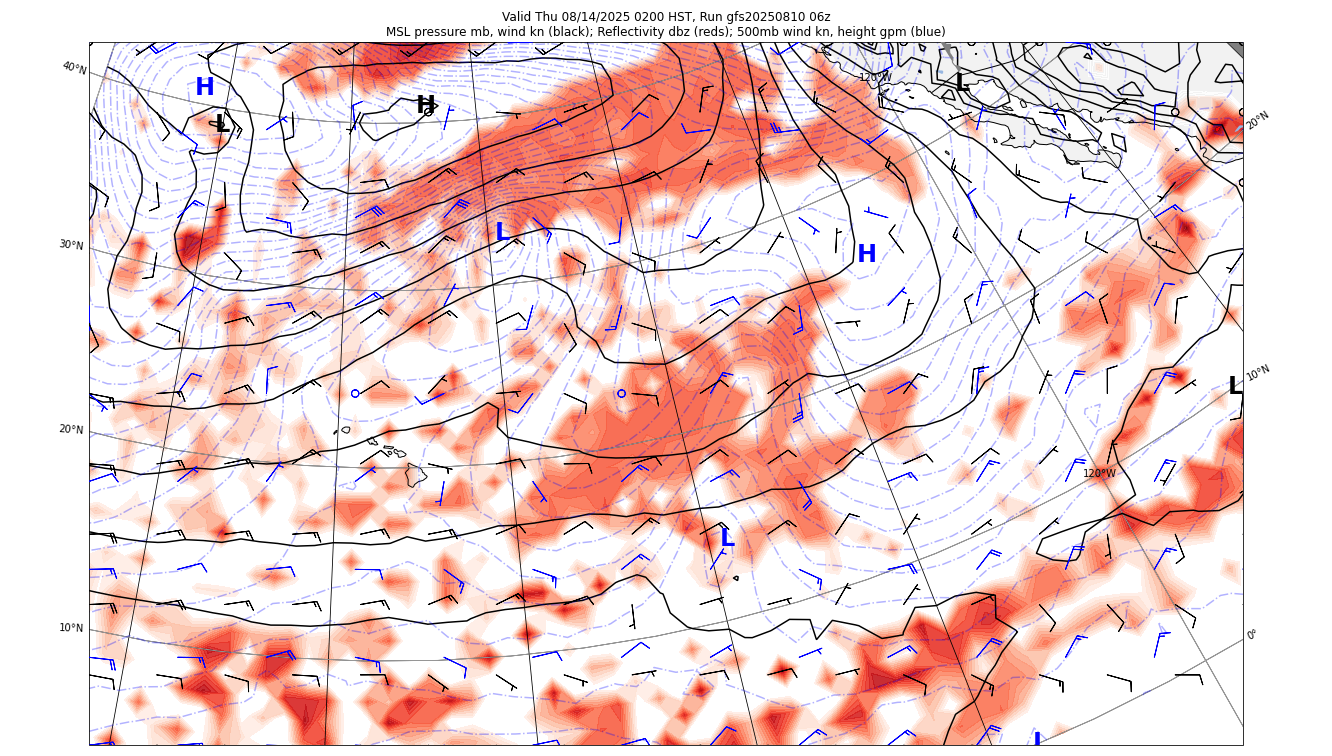 Valid Thu 08/14/2025 0200 HST, Run gfs20250810 06z
MSL pressure mb, wind kn (black); Reflectivity dbz (reds); 500mb wind kn, height gpm (blue)
40°N
120°W
L
H
H
L
20°N
30°N
L
H
10°N
L
20°N
120°W
L
10°N
0°
L